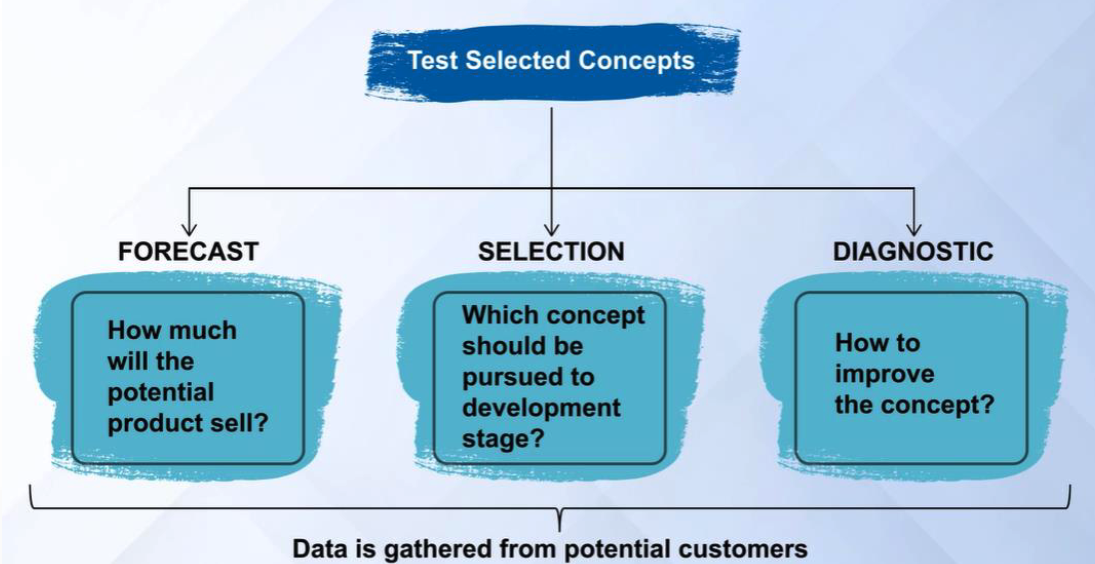 Test Selected Concepts
FORECAST
How much
will the
potential
product sell?
SELECTION
Which concept
should be
pursued to
development
stage?
DIAGNOSTIC
How to
improve
the concept?
Data is gathered from potential customers